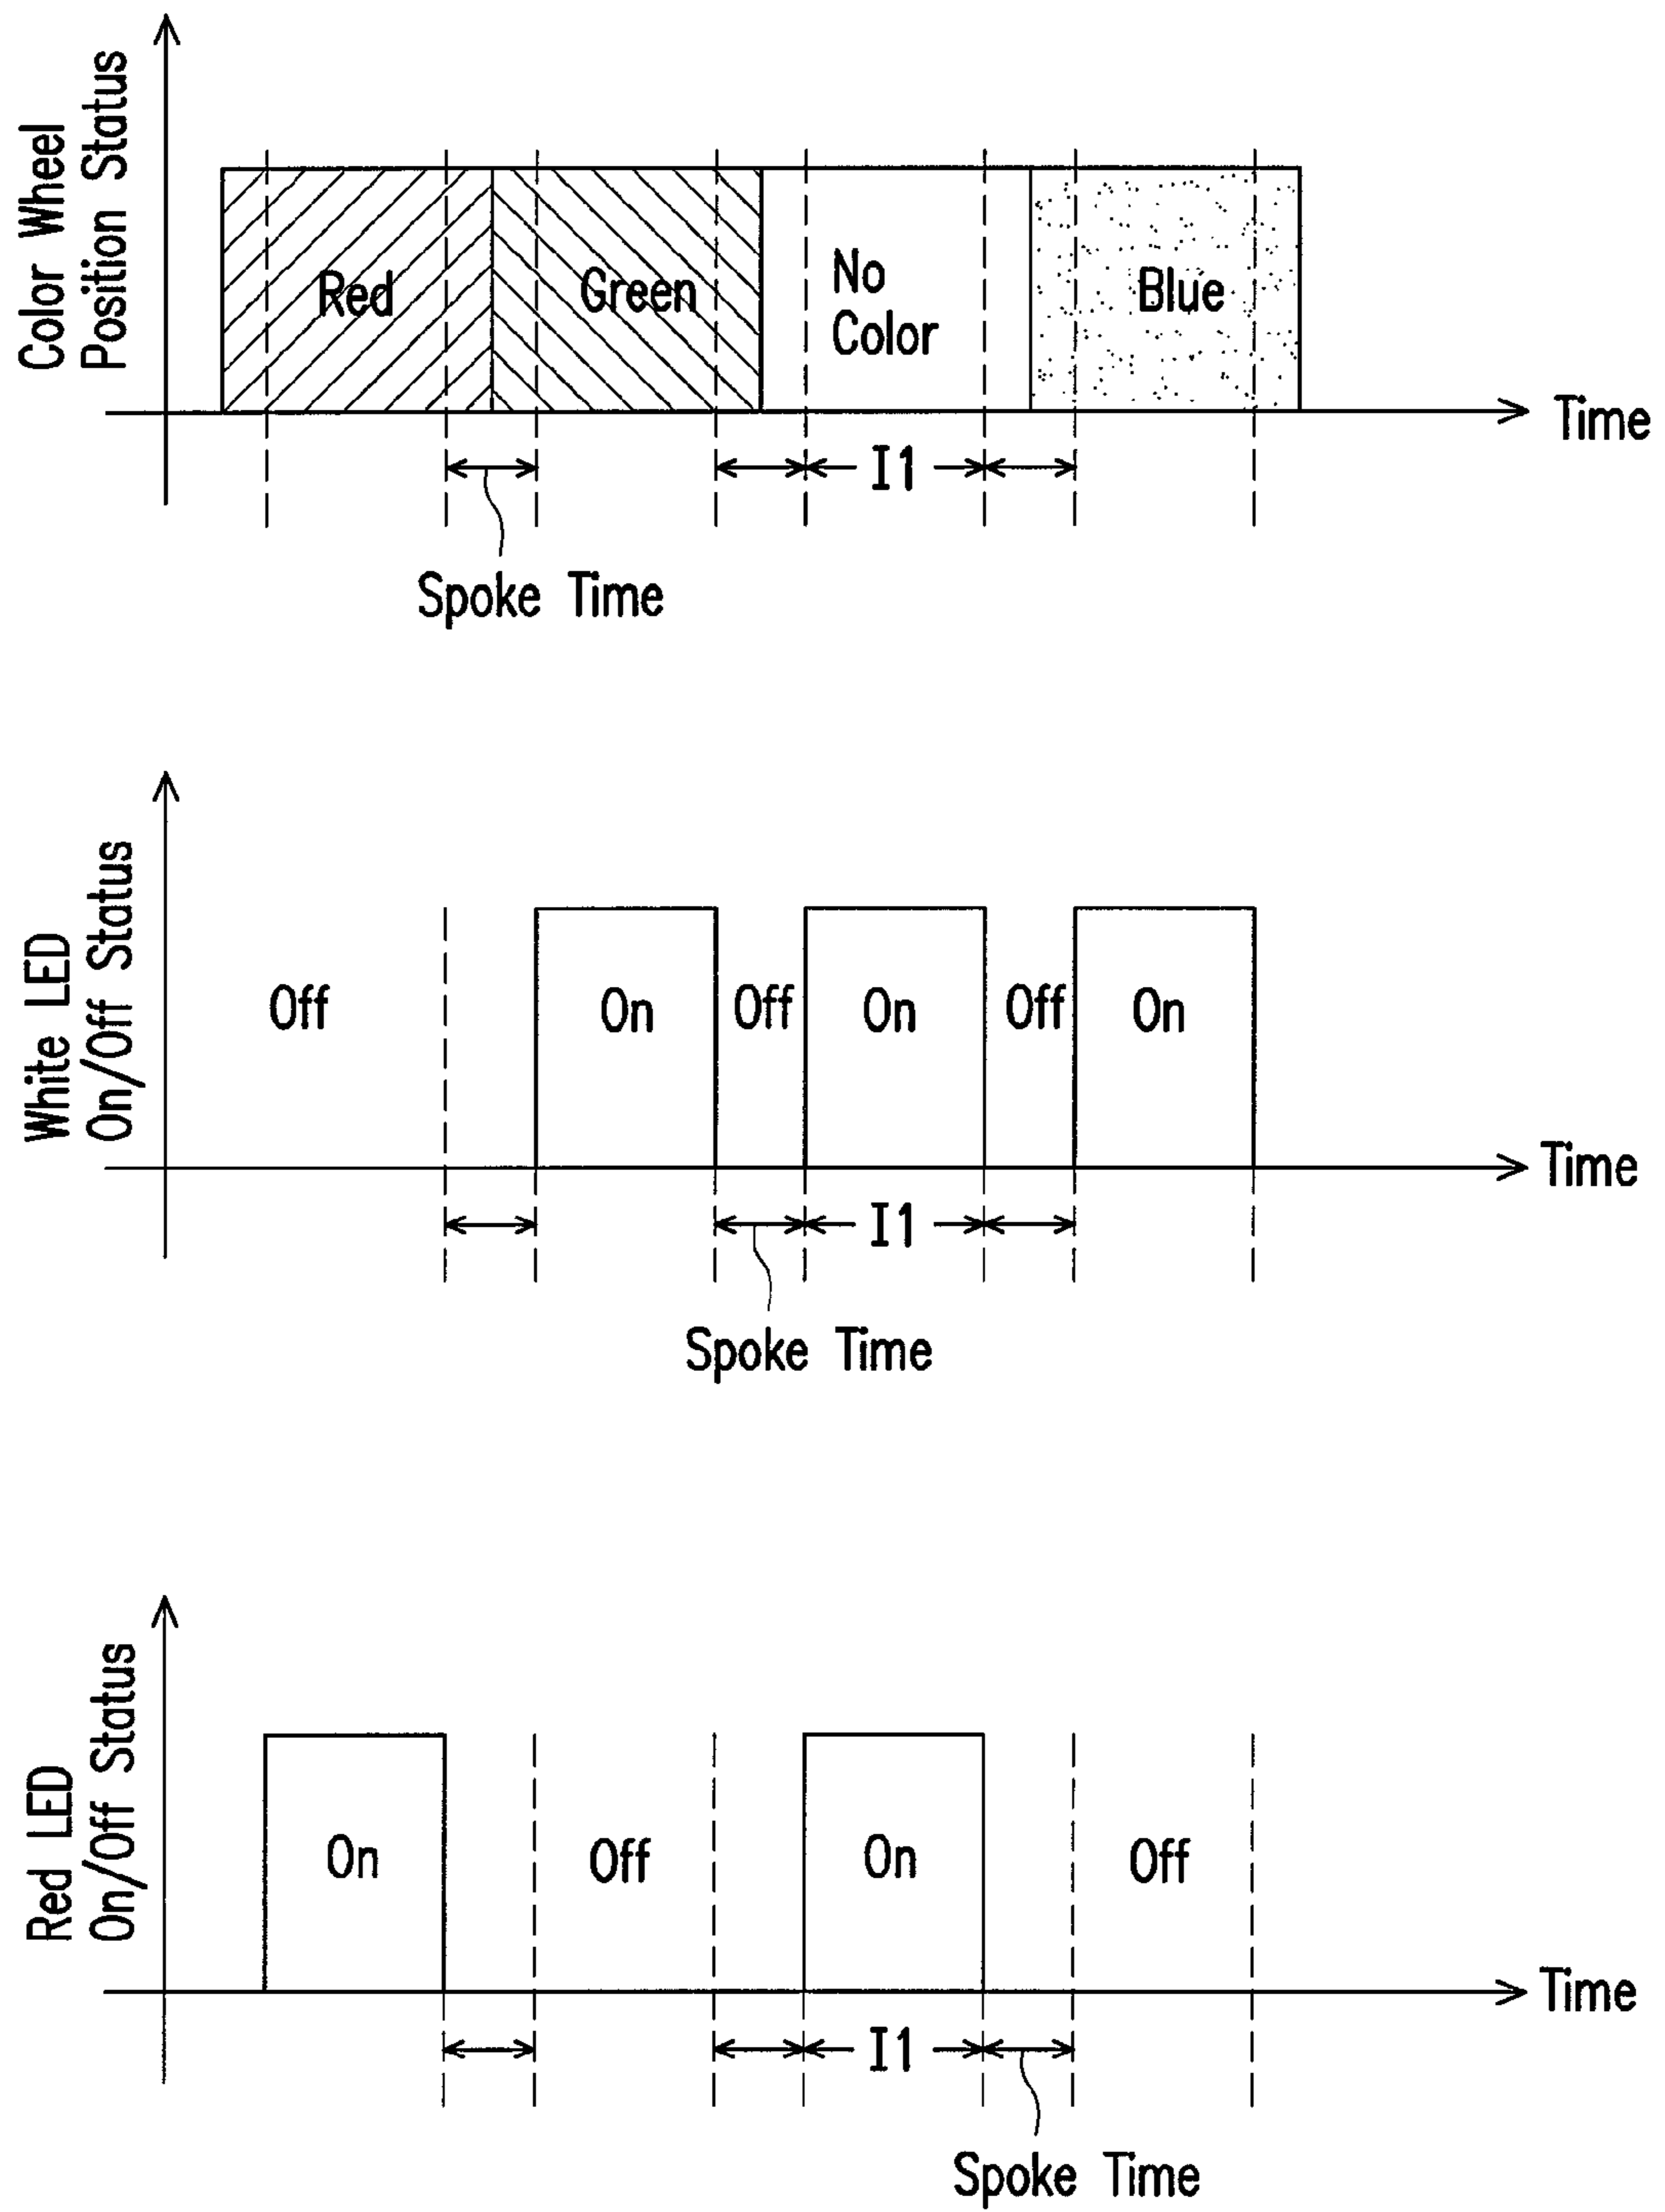 Color Wheel
Position Status
Red
Green
No
Color
Blue
Time
I1
Spoke Time
White LED
On/Off Status
Off
On
Off
On
Off
On
Time
I1
Spoke Time
Red LED
On/Off Status
On
Off
On
Off
Time
I1
Spoke Time